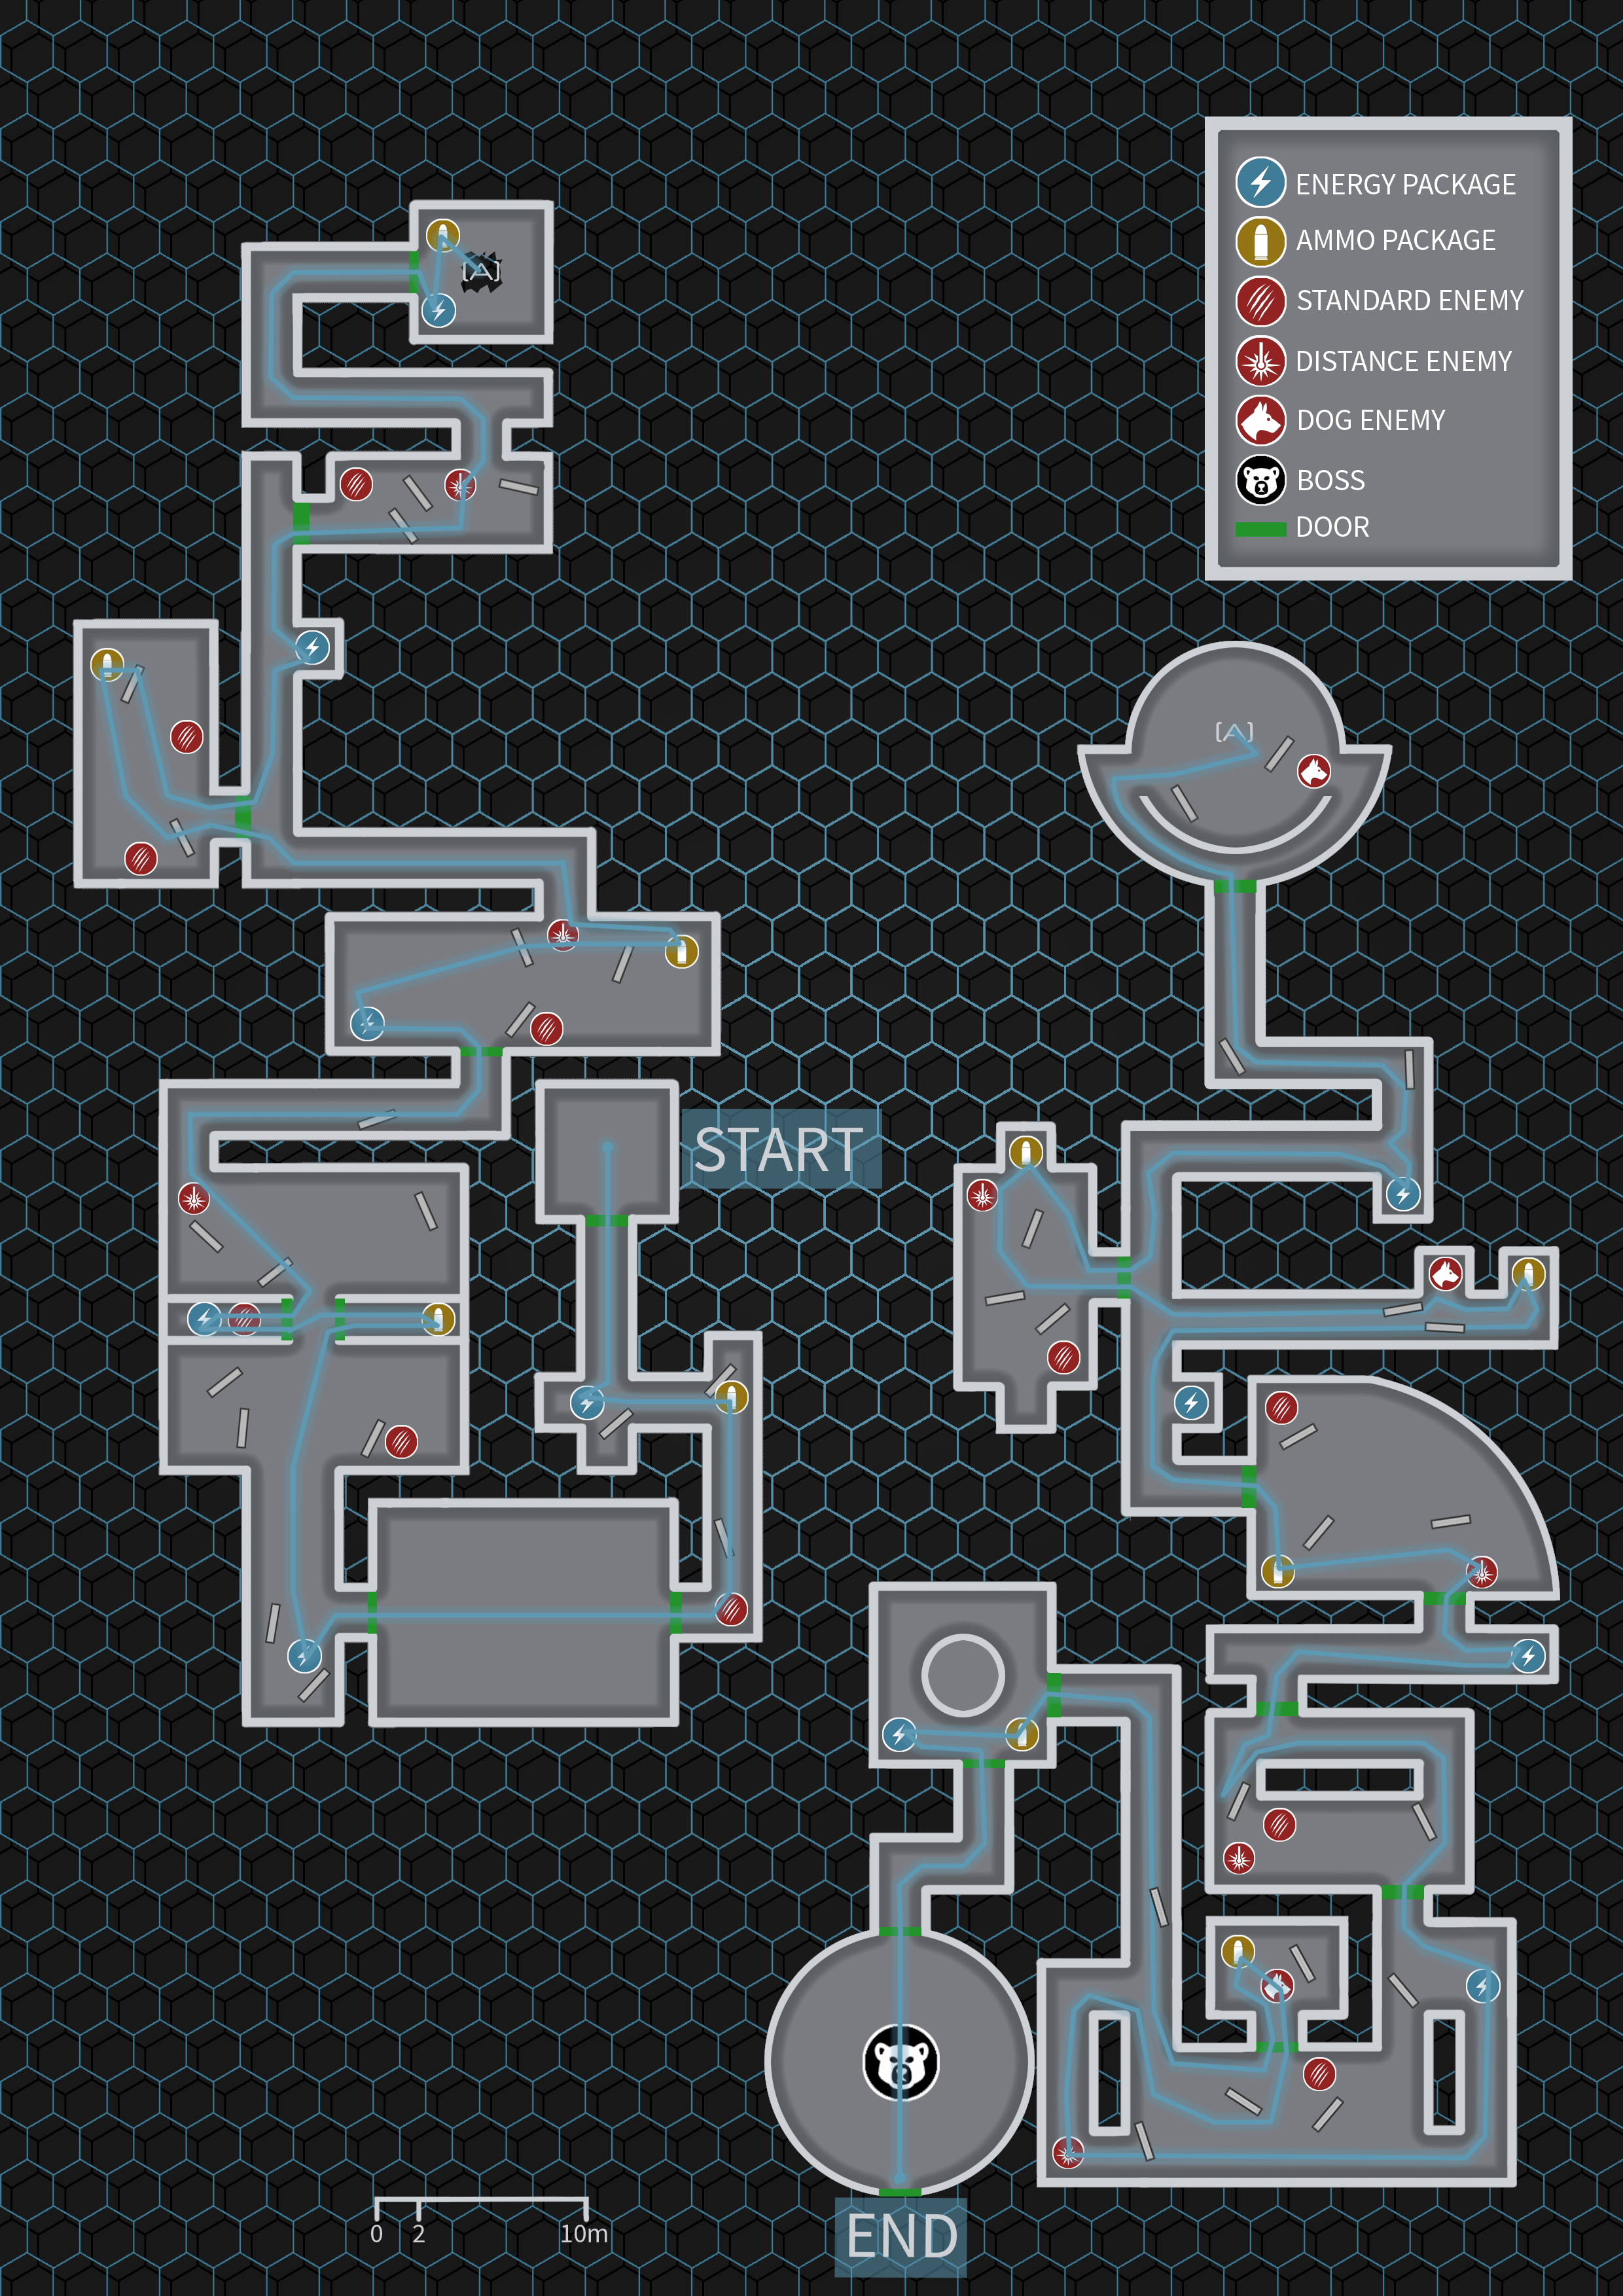 ENERGY PACKAGE
AMMO PACKAGE
STANDARD ENEMY
DISTANCE ENEMY
DOG ENEMY
BOSS
DOOR
[A]
[A]
START
0 2 10m
END